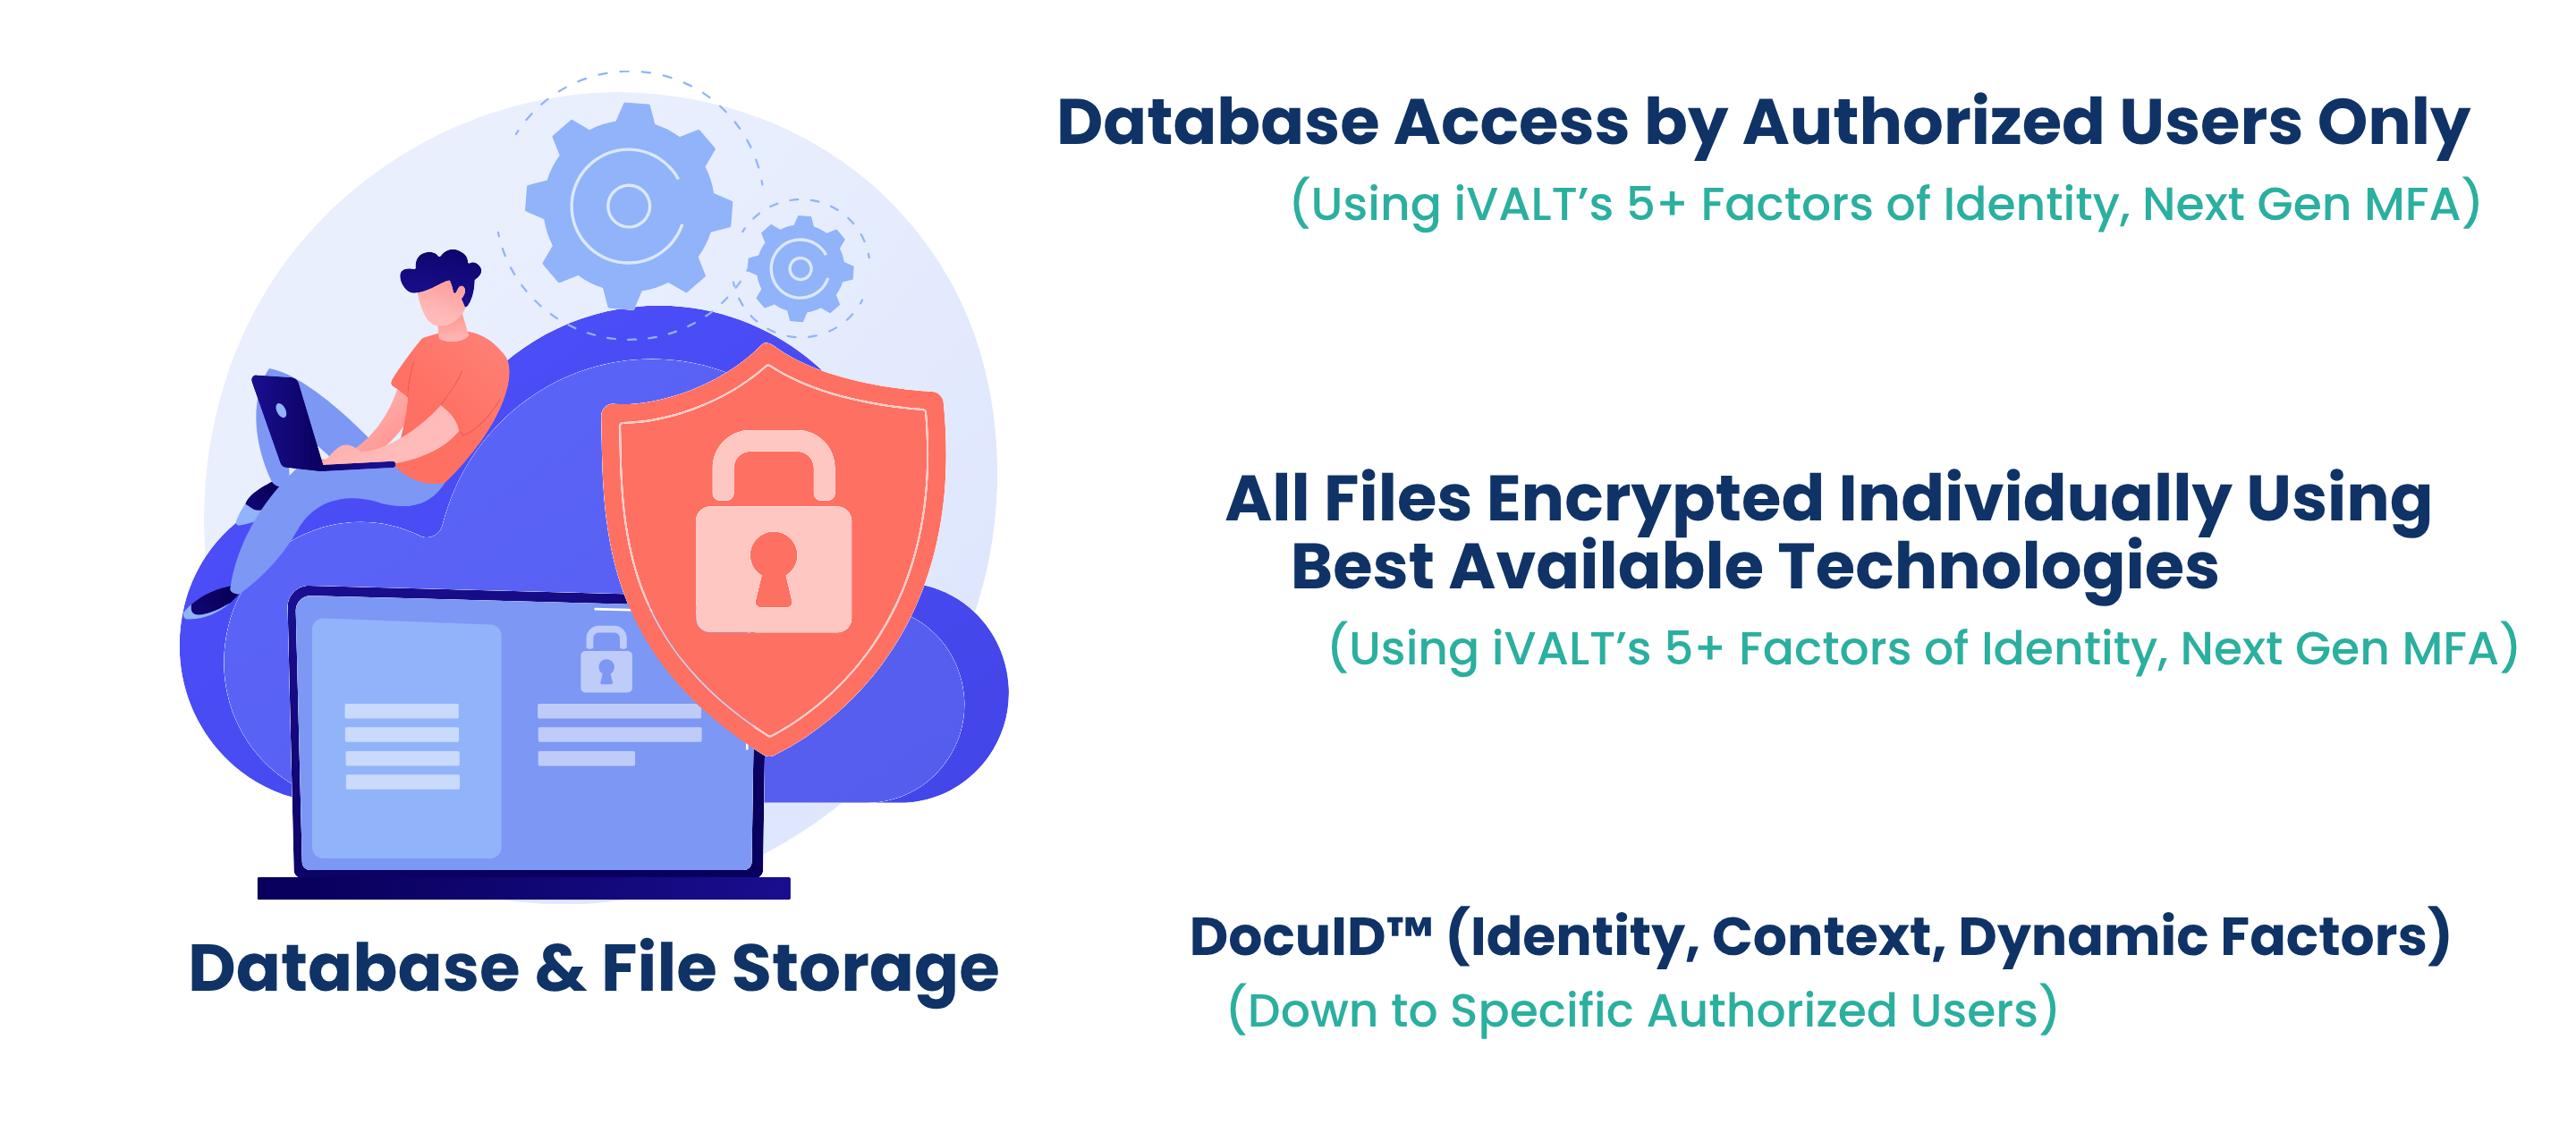 Database Access by Authorized Users Only
(Using iVALT’s 5+ Factors of Identity, Next Gen MFA)
All Files Encrypted Individually Using
Best Available Technologies
(Using iVALT’s 5+ Factors of Identity, Next Gen MFA)
Database & File Storage
DocuID™ (Identity, Context, Dynamic Factors)
(Down to Specific Authorized Users)